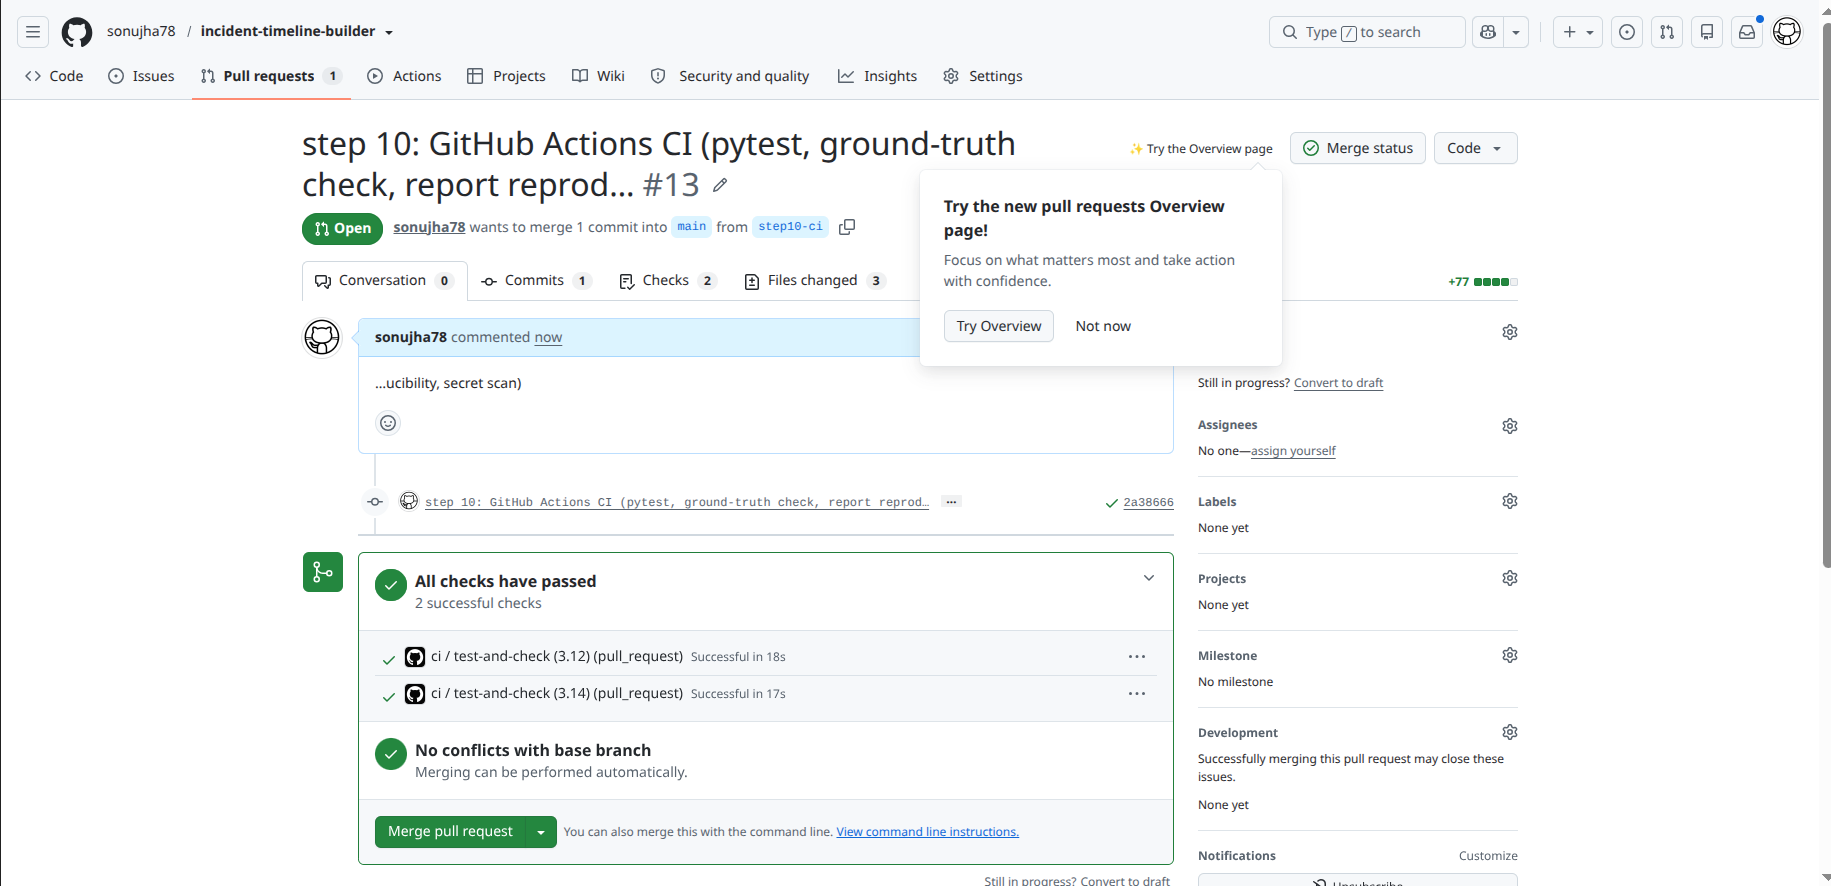 sonujha78 / incident-timeline-builder
Type / to search
Code
Issues
Pull requests 1
Actions
Projects
Wiki
Security and quality
Insights
Settings
step 10: GitHub Actions CI (pytest, ground-truth
check, report reprod... #13
✨ Try the Overview page
Merge status
Code
Open
sonujha78 wants to merge 1 commit into main from step10-ci
Try the new pull requests Overview
page!
Focus on what matters most and take action
with confidence.
Try Overview
Not now
Conversation 0
Commits 1
Checks 2
Files changed 3
+77
sonujha78 commented now
...ucibility, secret scan)
step 10: GitHub Actions CI (pytest, ground-truth check, report reprod…
...
2a38666
All checks have passed
2 successful checks
ci / test-and-check (3.12) (pull_request) Successful in 18s
ci / test-and-check (3.14) (pull_request) Successful in 17s
No conflicts with base branch
Merging can be performed automatically.
Merge pull request
You can also merge this with the command line. View command line instructions.
Still in progress? Convert to draft
Still in progress? Convert to draft
Assignees
No one—assign yourself
Labels
None yet
Projects
None yet
Milestone
No milestone
Development
Successfully merging this pull request may close these
issues.
None yet
Notifications
Customize
Unsubscribe